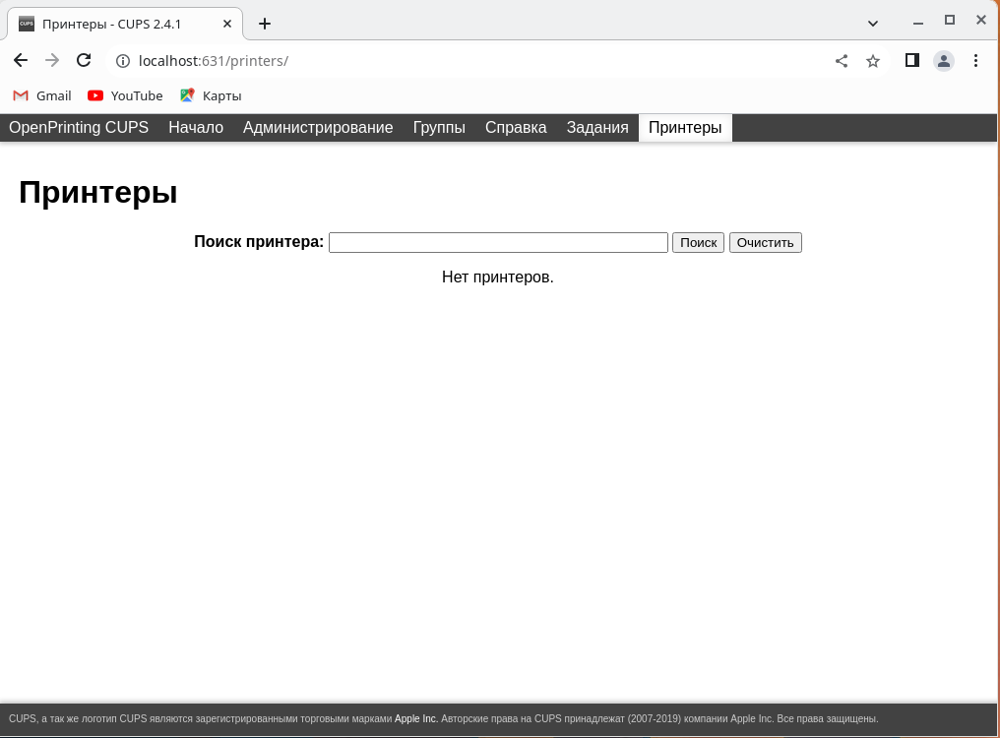 Принтеры - CUPS 2.4.1
localhost:631/printers/
Gmail YouTube Карты
OpenPrinting CUPS Начало Администрирование Группы Справка Задания Принтеры
Принтеры
Поиск принтера: Поиск Очистить
Нет принтеров.
CUPS, а так же логотип CUPS являются зарегистрированными торговыми марками Apple Inc. Авторские права на CUPS принадлежат (2007-2019) компании Apple Inc. Все права защищены.